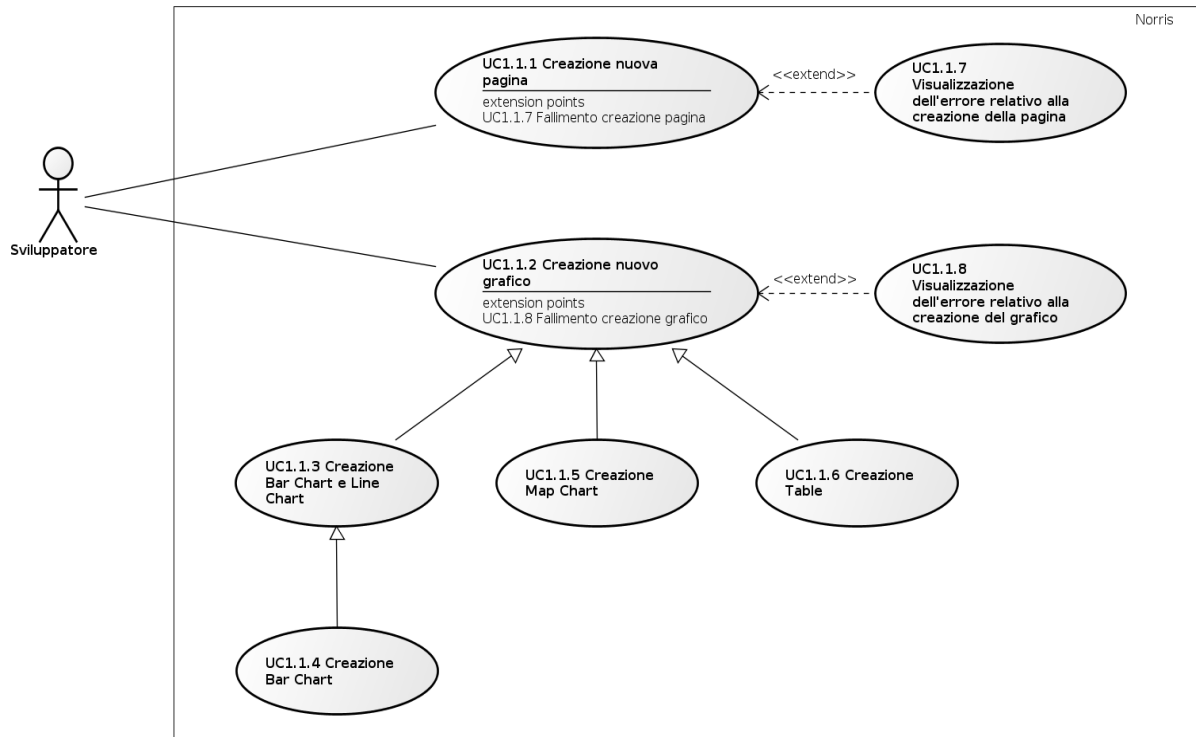 Norris
UC1.1.1 Creazione nuova
pagina
extension points
UC1.1.7 Fallimento creazione pagina
<<extend>>
UC1.1.7
Visualizzazione
dell'errore relativo alla
creazione della pagina
Sviluppatore
UC1.1.2 Creazione nuovo
grafico
extension points
UC1.1.8 Fallimento creazione grafico
<<extend>>
UC1.1.8
Visualizzazione
dell'errore relativo alla
creazione del grafico
UC1.1.3 Creazione
Bar Chart e Line
Chart
UC1.1.5 Creazione
Map Chart
UC1.1.6 Creazione
Table
UC1.1.4 Creazione
Bar Chart